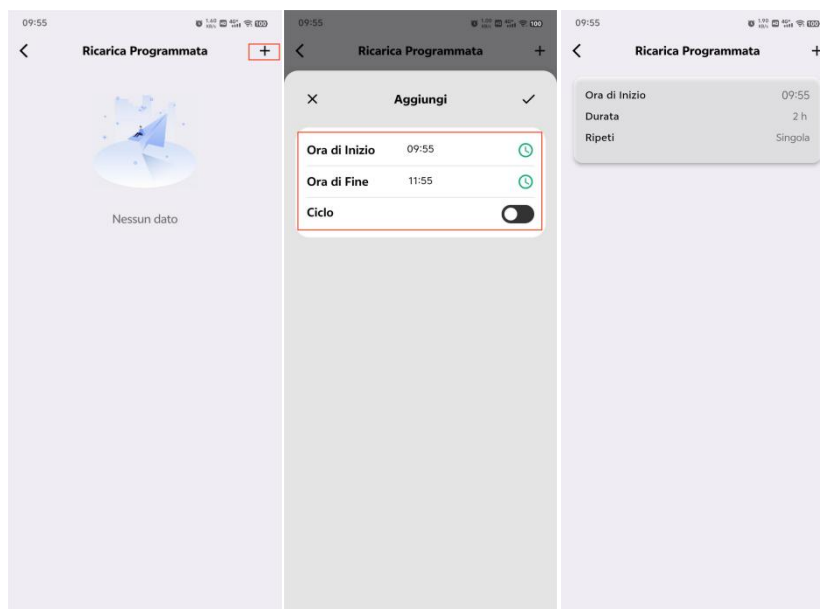 09:55
Ricarica Programmata +
Nessun dato
09:55
Ricarica Programmata +
Aggiungi
Ora di Inizio 09:55
Ora di Fine 11:55
Ciclo
09:55
Ricarica Programmata +
Ora di Inizio 09:55
Durata 2 h
Ripeti Singola